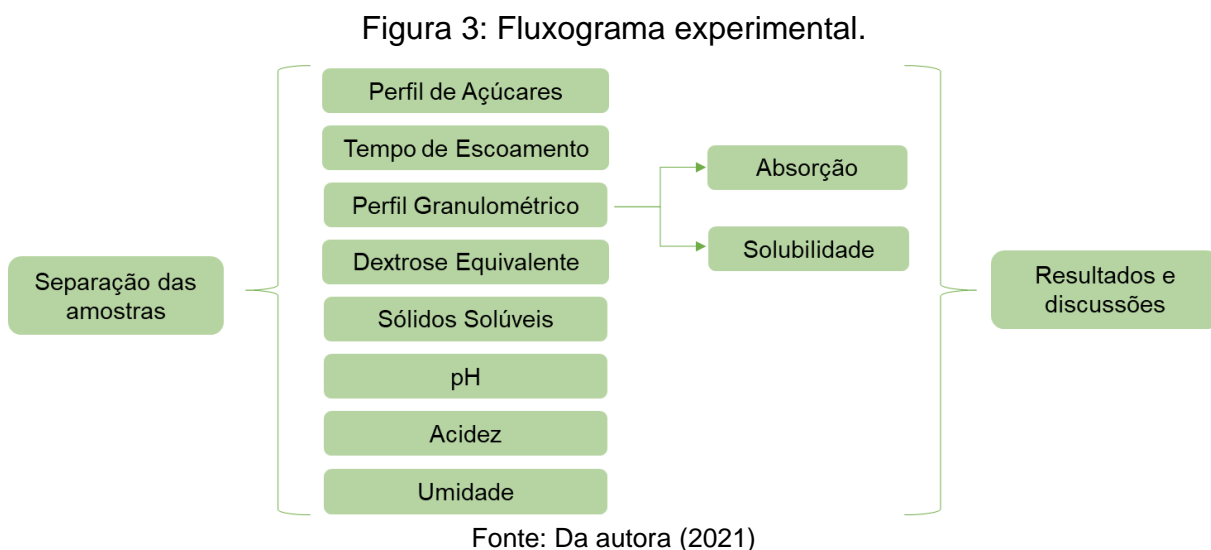 Figura 3: Fluxograma experimental.
Separação das
amostras
Perfil de Açúcares
Tempo de Escoamento
Perfil Granulométrico
Dextrose Equivalente
Sólidos Solúveis
pH
Acidez
Umidade
Absorção
Solubilidade
Resultados e
discussões
Fonte: Da autora (2021)